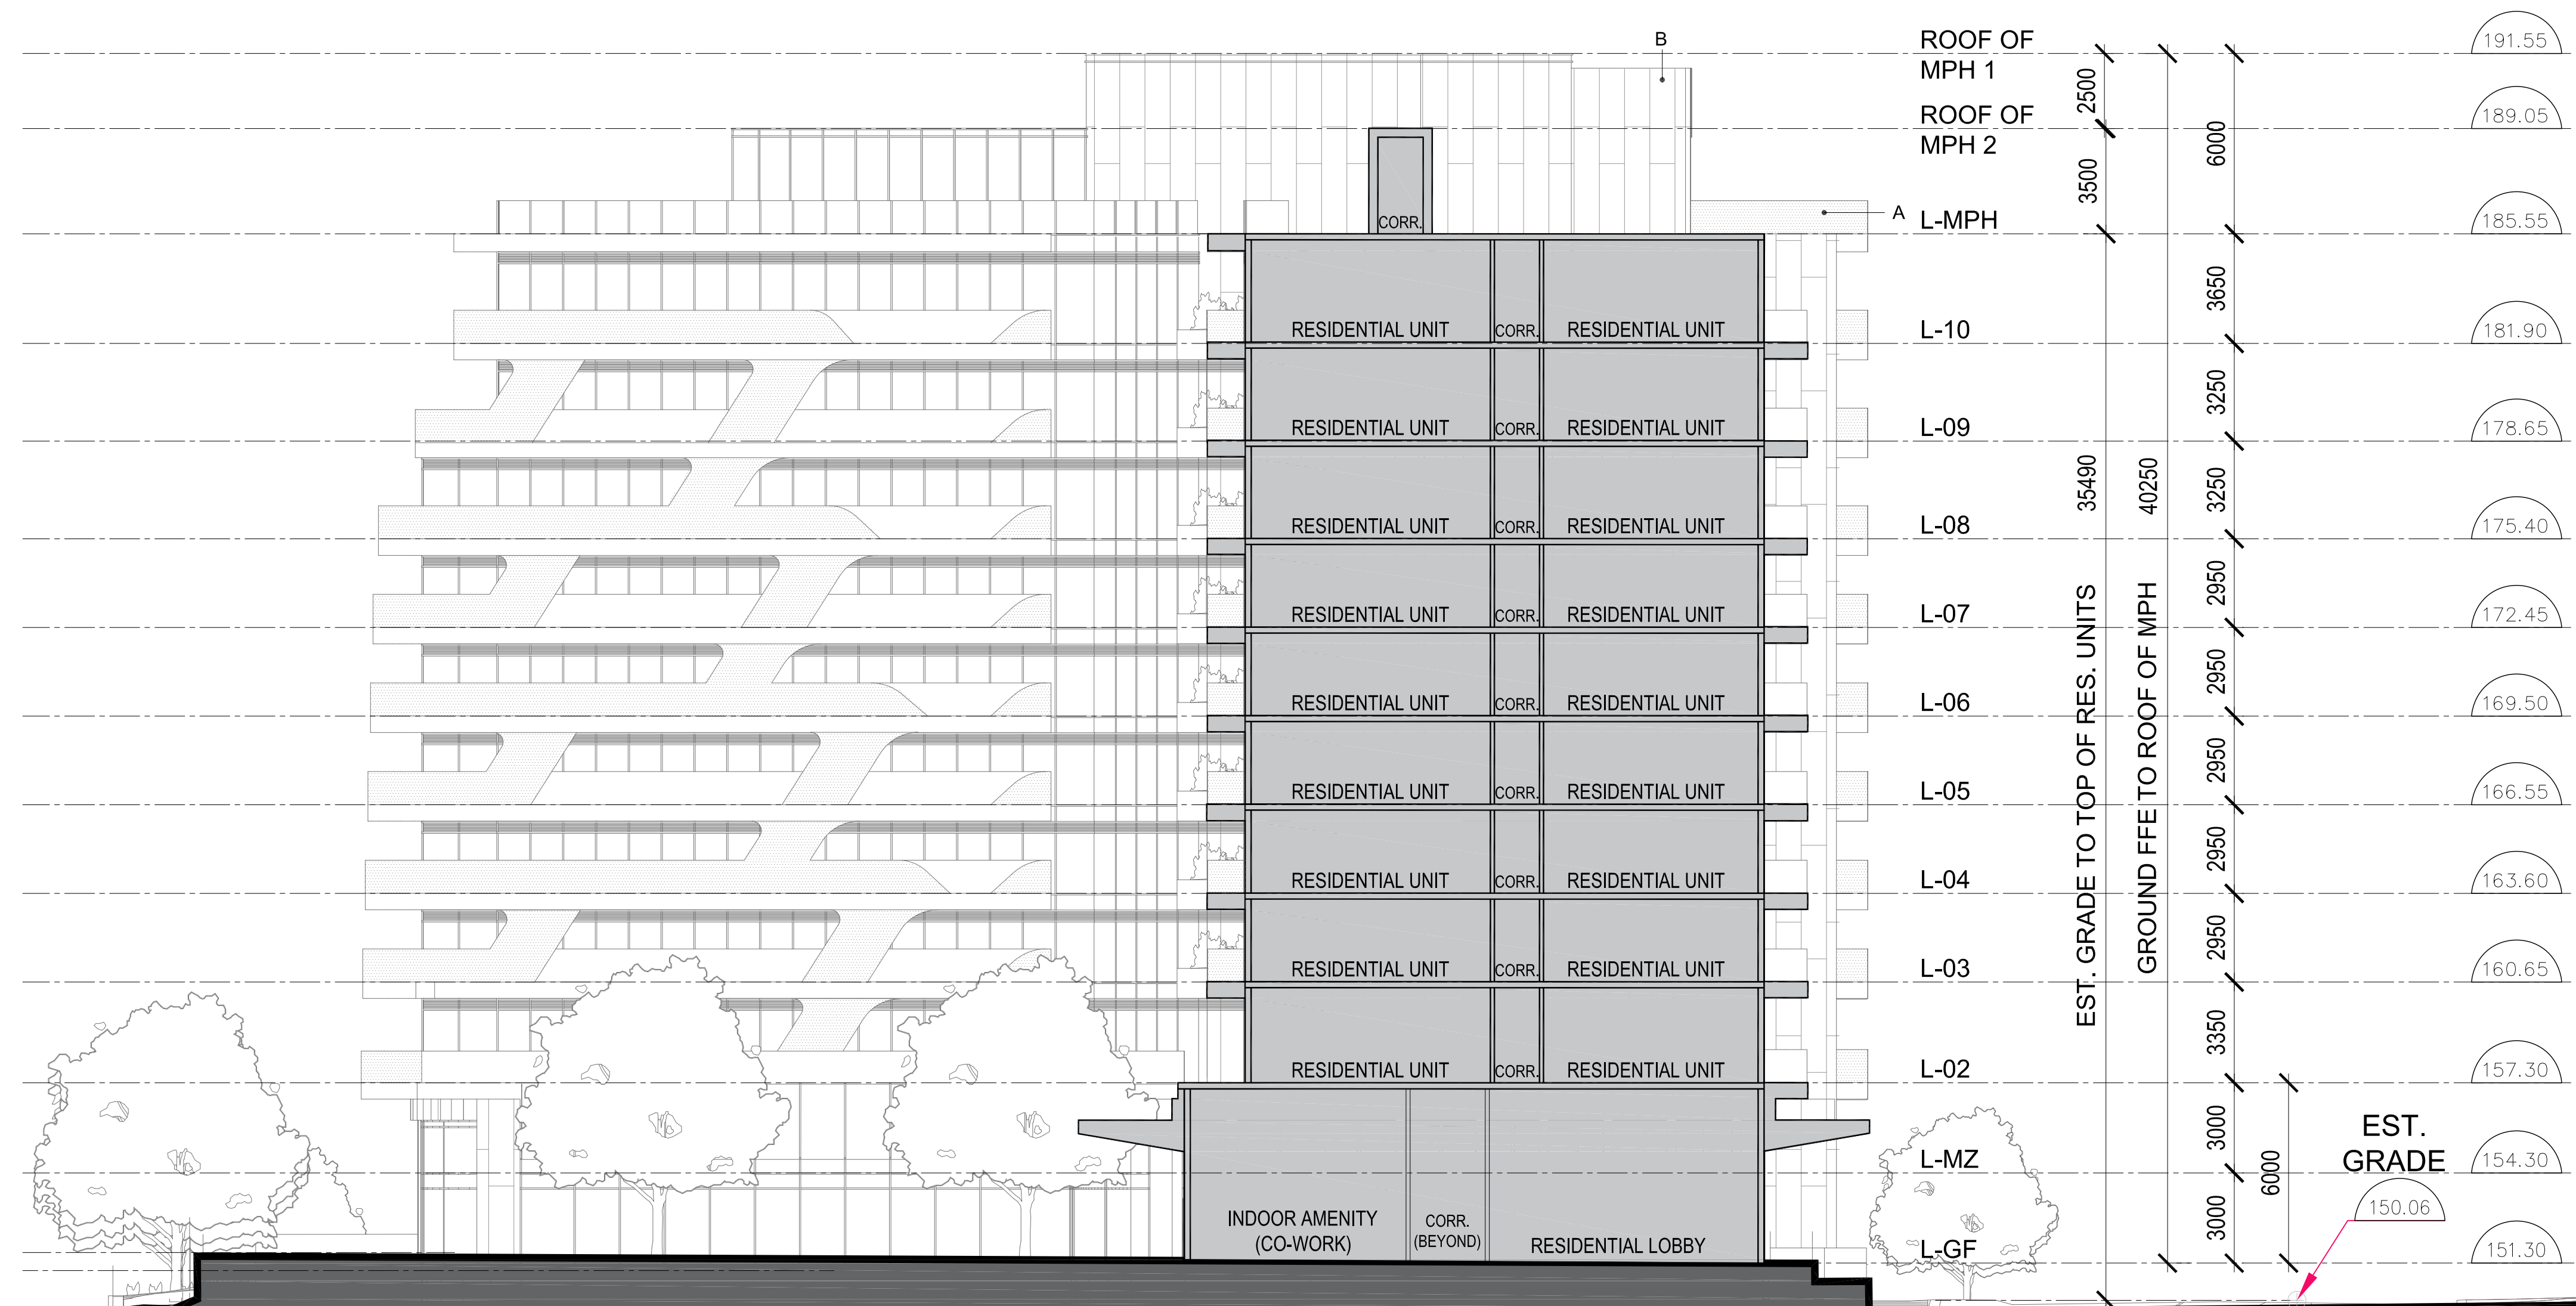 B
ROOF OF
MPH 1
191.55
2500
ROOF OF
MPH 2
189.05
6000
3500
CORR.
A
L-MPH
185.55
3650
RESIDENTIAL UNIT
CORR.
RESIDENTIAL UNIT
L-10
181.90
3250
RESIDENTIAL UNIT
CORR.
RESIDENTIAL UNIT
L-09
178.65
3250
RESIDENTIAL UNIT
CORR.
RESIDENTIAL UNIT
L-08
175.40
2950
RESIDENTIAL UNIT
CORR.
RESIDENTIAL UNIT
L-07
172.45
2950
RESIDENTIAL UNIT
CORR.
RESIDENTIAL UNIT
L-06
169.50
2950
RESIDENTIAL UNIT
CORR.
RESIDENTIAL UNIT
L-05
166.55
2950
RESIDENTIAL UNIT
CORR.
RESIDENTIAL UNIT
L-04
163.60
2950
RESIDENTIAL UNIT
CORR.
RESIDENTIAL UNIT
L-03
160.65
3350
RESIDENTIAL UNIT
CORR.
RESIDENTIAL UNIT
L-02
157.30
EST. GRADE TO TOP OF RES. UNITS
35490
GROUND FFE TO ROOF OF MPH
40250
3000
L-MZ
154.30
6000
EST.
GRADE
150.06
3000
INDOOR AMENITY
(CO-WORK)
CORR.
(BEYOND)
RESIDENTIAL LOBBY
L-GF
151.30